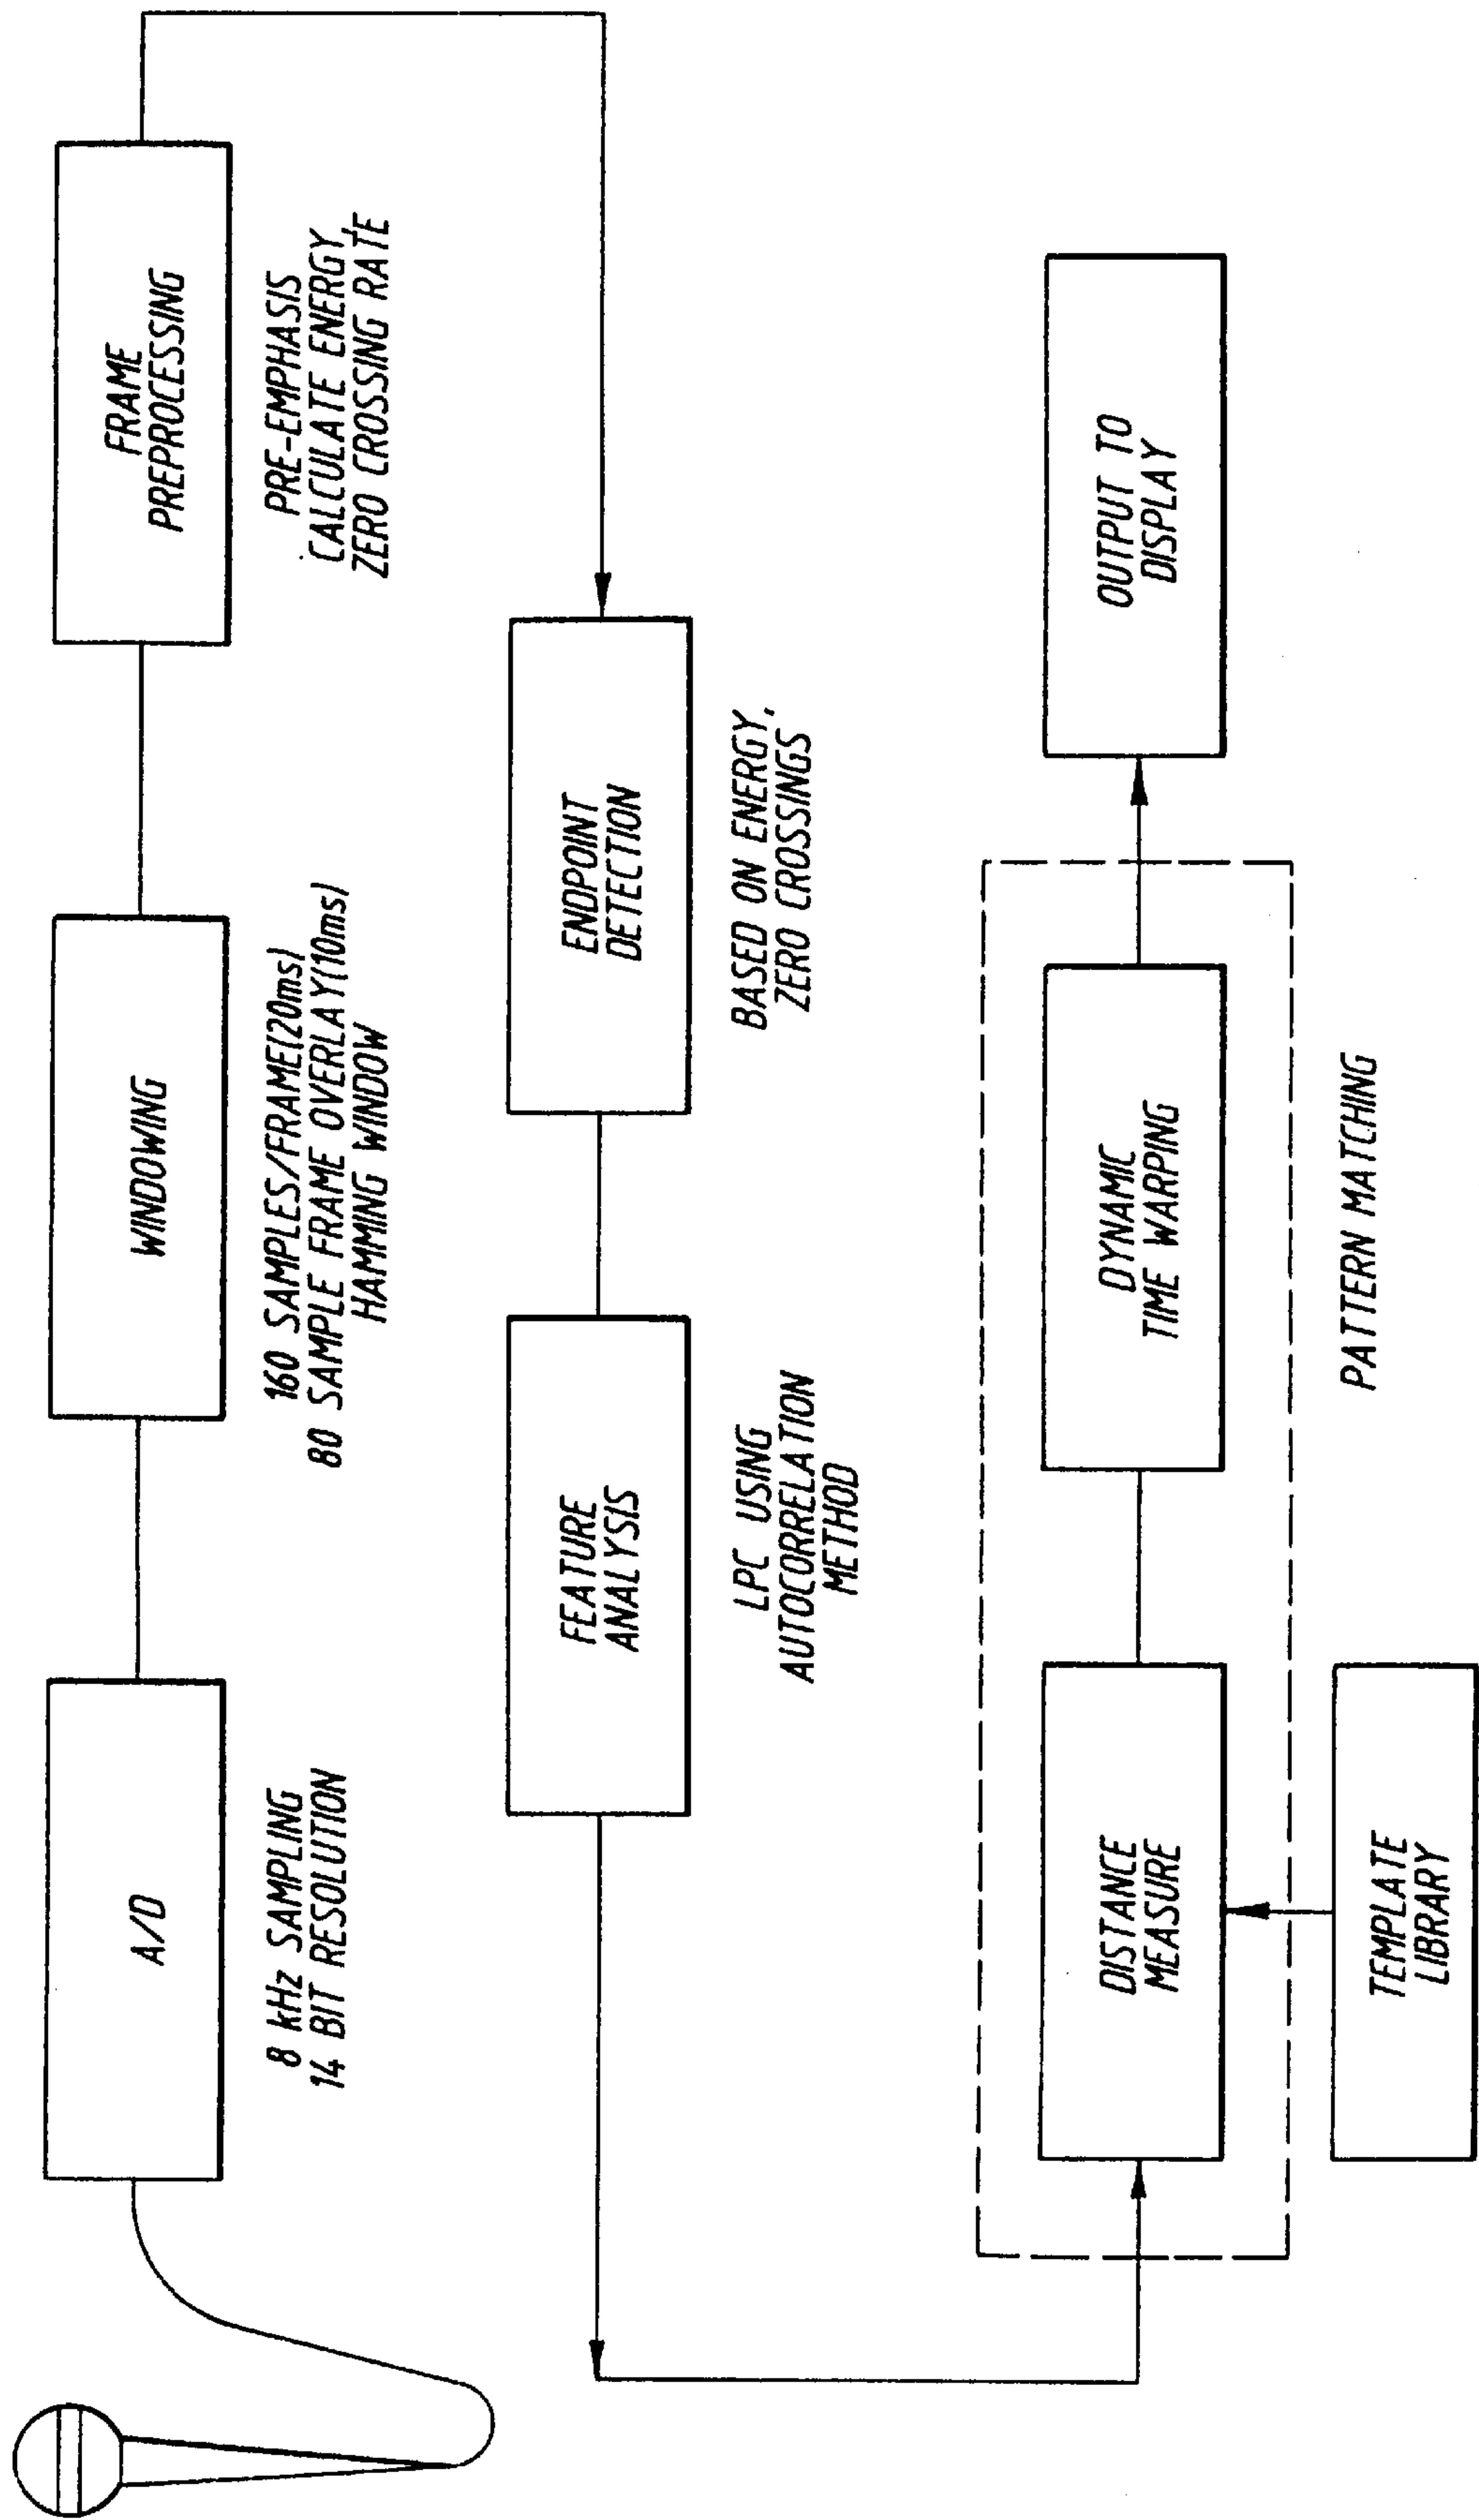 A/D
8 kHz SAMPLING
14 BIT RESOLUTION
WINDOWING
160 SAMPLES/FRAME(20ms)
80 SAMPLE FRAME OVERLAY(10ms)
HAMMING WINDOW
FRAME
PREPROCESSING
PRE-EMPHASIS
CALCULATE ENERGY,
ZERO CROSSING RATE
FEATURE
ANALYSIS
LPC USING
AUTOCORRELATION
METHOD
ENDPOINT
DETECTION
BASED ON ENERGY,
ZERO CROSSINGS
DISTANCE
MEASURE
DYNAMIC
TIME WARPING
OUTPUT TO
DISPLAY
PATTERN MATCHING
TEMPLATE
LIBRARY